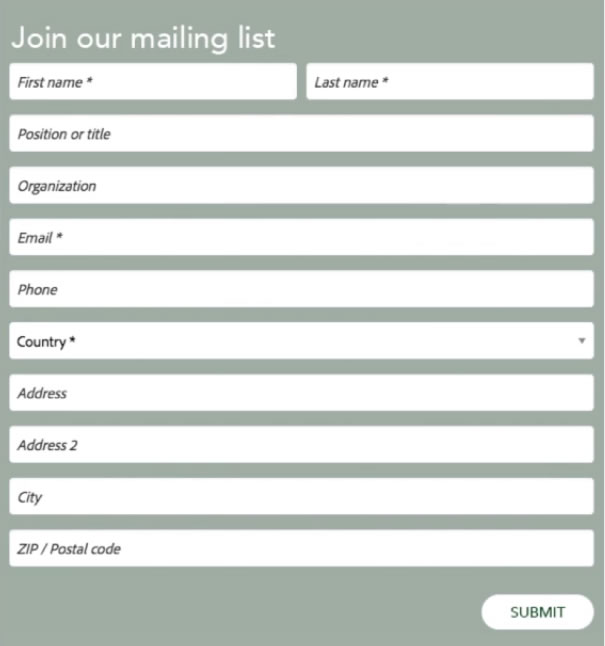 Join our mailing list
First name * Last name *
Position or title
Organization
Email *
Phone
Country *
Address
Address 2
City
ZIP / Postal code
SUBMIT